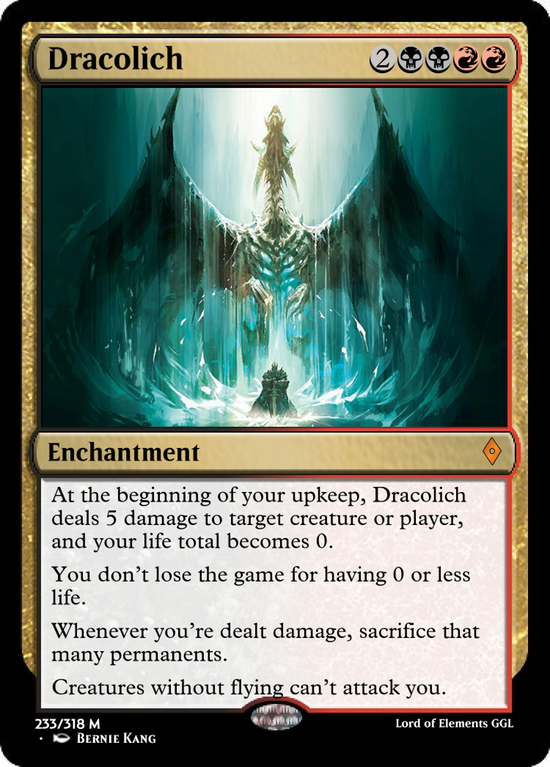 Dracolich 2
Enchantment
At the beginning of your upkeep, Dracolich
deals 5 damage to target creature or player,
and your life total becomes 0.
You don't lose the game for having 0 or less
life.
Whenever you're dealt damage, sacrifice that
many permanents.
Creatures without flying can't attack you.
233/318 M
Lord of Elements GGL
· Bernie Kang